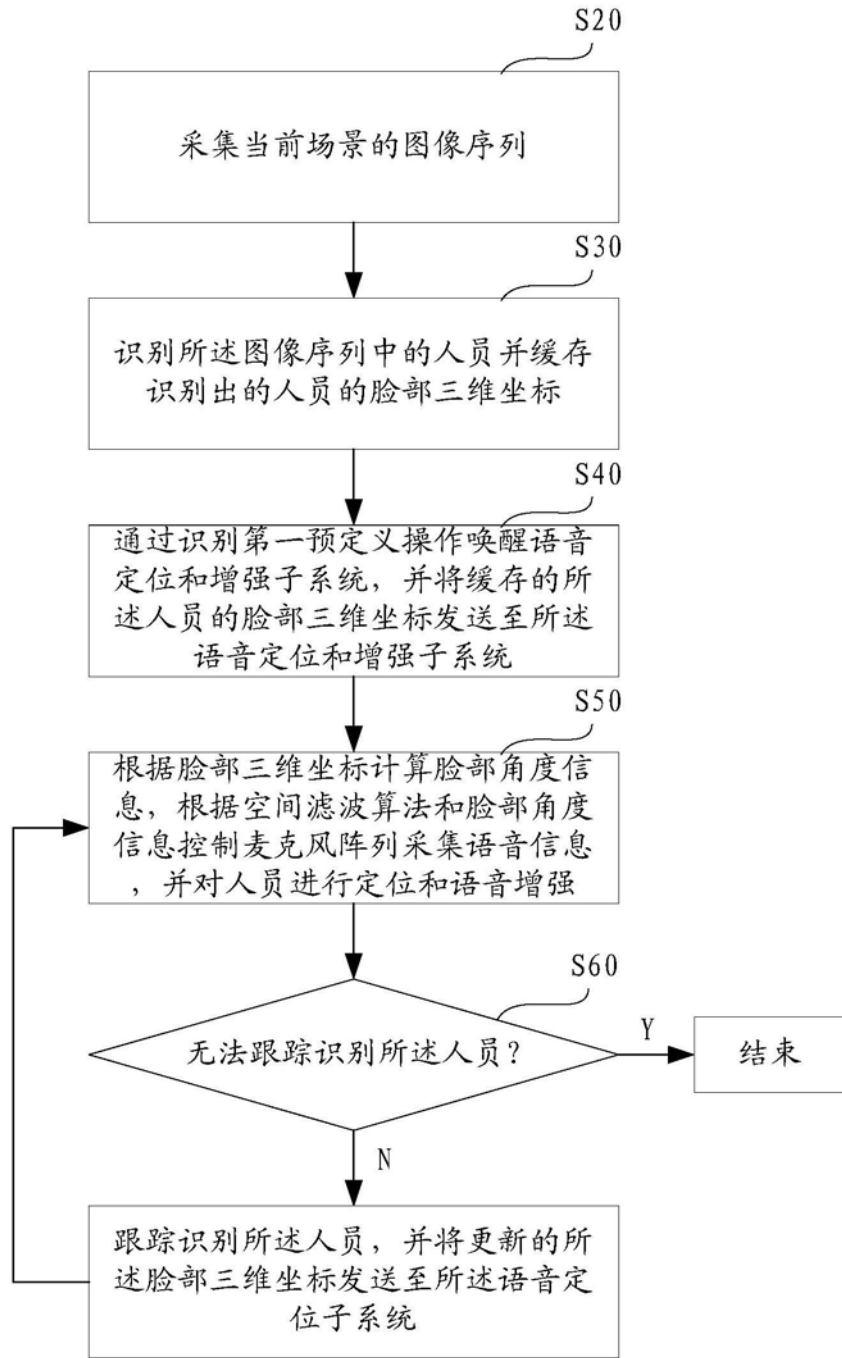 S20
采集当前场景的图像序列
S30
识别所述图像序列中的人员并缓存
识别出的人员的脸部三维坐标
S40
通过识别第一预定义操作唤醒语音
定位和增强子系统，并将缓存的所
述人员的脸部三维坐标发送至所述
语音定位和增强子系统
S50
根据脸部三维坐标计算脸部角度信
息，根据空间滤波算法和脸部角度
信息控制麦克风阵列采集语音信息
，并对人员进行定位和语音增强
S60
无法跟踪识别所述人员？
Y
结束
N
跟踪识别所述人员，并将更新的所
述脸部三维坐标发送至所述语音定
位子系统